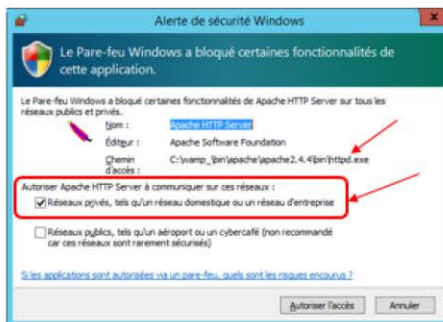 Alerte de sécurité Windows
Le Pare-feu Windows a bloqué certaines fonctionnalités de
cette application.
Le Pare-feu Windows a bloqué certaines fonctionnalités de Apache HTTP Server sur tous les
réseaux publics et privés.
Nom : Apache HTTP Server
Éditeur : Apache Software Foundation
Chemin C:\wamp_\bin\apache\apache2.4.4\bin\httpd.exe
d'accès :
Autoriser Apache HTTP Server à communiquer sur ces réseaux :
Réseaux privés, tels qu'un réseau domestique ou un réseau d'entreprise
Réseaux publics, tels qu'un aéroport ou un cybercafé (non recommandé
car ces réseaux sont rarement sécurisés)
Si les applications sont autorisées via un pare-feu, quels sont les risques encourus ?
Autoriser l'accès Annuler